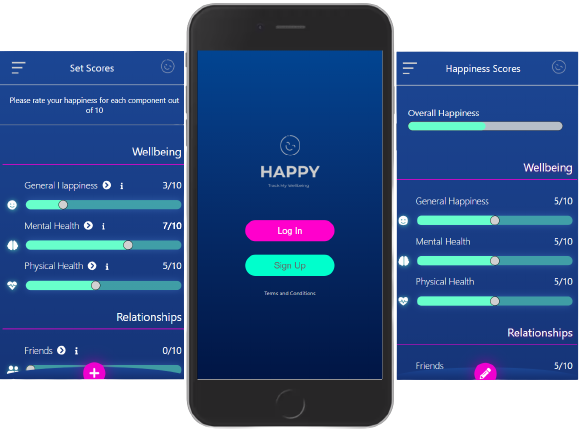 Set Scores
Please rate your happiness for each component out
of 10
Wellbeing
General Happiness i 3/10
Mental Health i 7/10
Physical Health i 5/10
Relationships
Friends i 0/10
HAPPY
Track My Wellbeing
Log In
Sign Up
Terms and Conditions
Happiness Scores
Overall Happiness
Wellbeing
General Happiness 5/10
Mental Health 5/10
Physical Health 5/10
Relationships
Friends 5/10